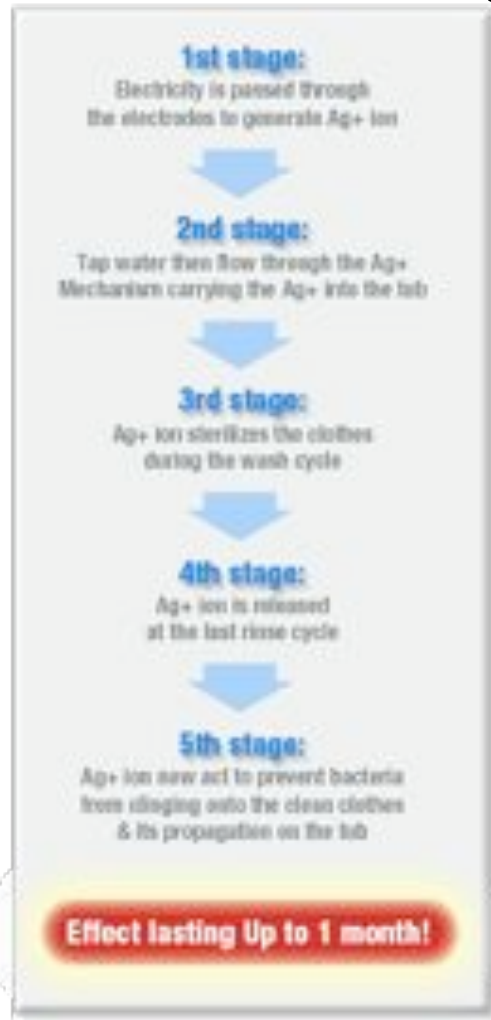 1st stage:
Electricity is passed through
the electrodes to generate Ag+ ion
2nd stage:
Tap water then flow through the Ag+
Mechanism carrying the Ag+ into the tub
3rd stage:
Ag+ ion sterilizes the clothes
during the wash cycle
4th stage:
Ag+ ion is released
at the last rinse cycle
5th stage:
Ag+ ion now act to prevent bacteria
from clinging onto the clean clothes
& its propagation on the tub
Effect lasting Up to 1 month!